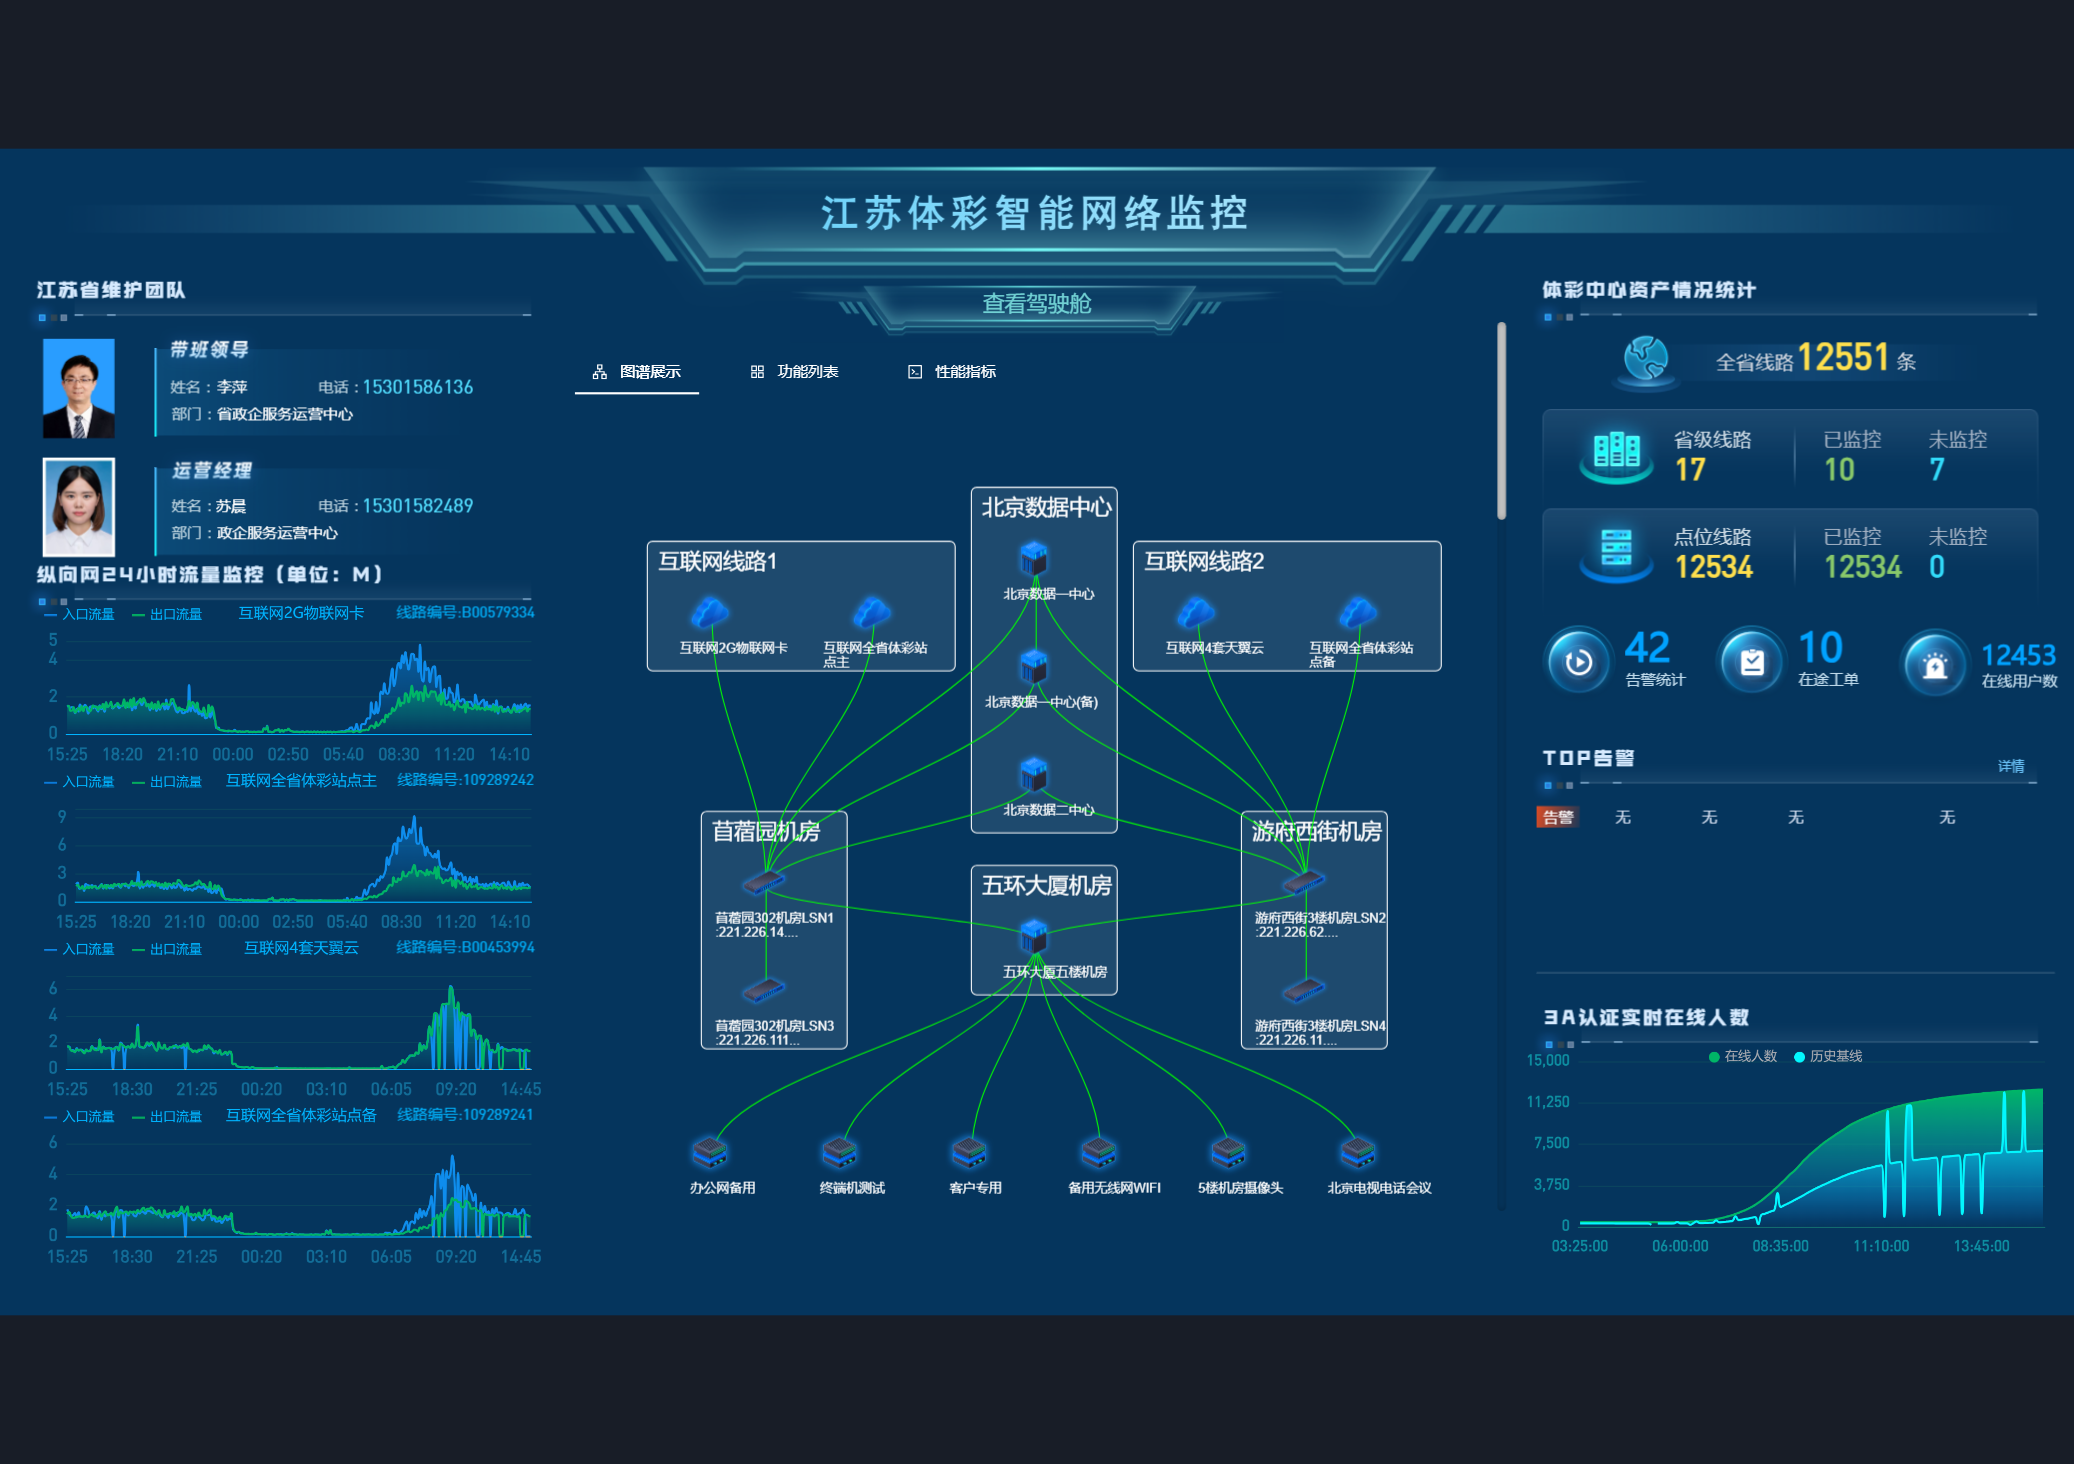 江苏体彩智能网络监控
查看驾驶舱
江苏省维护团队
带班领导
姓名：李萍 电话：15301586136
部门：省政企服务运营中心
运营经理
姓名：苏晨 电话：15301582489
部门：政企服务运营中心
纵向网24小时流量监控（单位：M）
入口流量 出口流量 互联网2G物联网卡 线路编号:B00579334
5
4
2
0
15:25 18:20 21:10 00:00 02:50 05:40 08:30 11:20 14:10
入口流量 出口流量 互联网全省体彩站点主 线路编号:109289242
9
6
3
0
15:25 18:20 21:10 00:00 02:50 05:40 08:30 11:20 14:10
入口流量 出口流量 互联网4套天翼云 线路编号:B00453994
6
4
2
0
15:25 18:30 21:25 00:20 03:10 06:05 09:20 14:45
入口流量 出口流量 互联网全省体彩站点备 线路编号:109289241
6
4
2
0
15:25 18:30 21:25 00:20 03:10 06:05 09:20 14:45
图谱展示 功能列表 性能指标
北京数据中心
北京数据一中心
北京数据一中心(备)
北京数据二中心
互联网线路1
互联网2G物联网卡
互联网全省体彩站
点主
互联网线路2
互联网4套天翼云
互联网全省体彩站
点备
苜蓿园机房
苜蓿园302机房LSN1
:221.226.14....
苜蓿园302机房LSN3
:221.226.111...
五环大厦机房
五环大厦五楼机房
游府西街机房
游府西街3楼机房LSN2
:221.226.62....
游府西街3楼机房LSN4
:221.226.11....
办公网备用 终端机测试 客户专用 备用无线网WIFI 5楼机房摄像头 北京电视电话会议
体彩中心资产情况统计
全省线路 12551 条
省级线路 已监控 未监控
17 10 7
点位线路 已监控 未监控
12534 12534 0
42 10 12453
告警统计 在途工单 在线用户数
TOP告警
详情
告警 无 无 无 无
3A认证实时在线人数
在线人数 历史基线
15,000
11,250
7,500
3,750
0
03:25:00 06:00:00 08:35:00 11:10:00 13:45:00